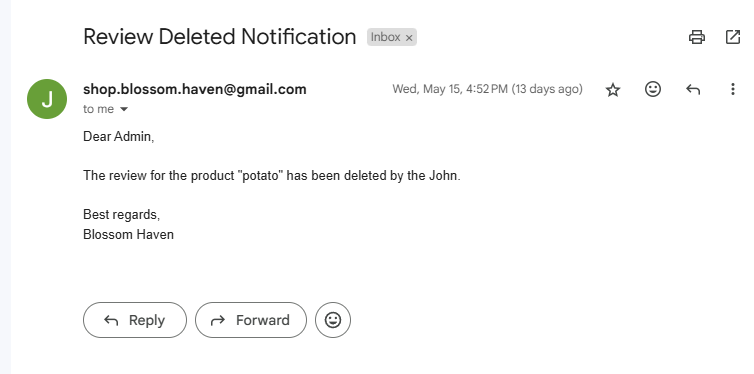 Review Deleted Notification Inbox ×
J
shop.blossom.haven@gmail.com Wed, May 15, 4:52 PM (13 days ago)
to me
Dear Admin,
The review for the product "potato" has been deleted by the John.
Best regards,
Blossom Haven
Reply Forward